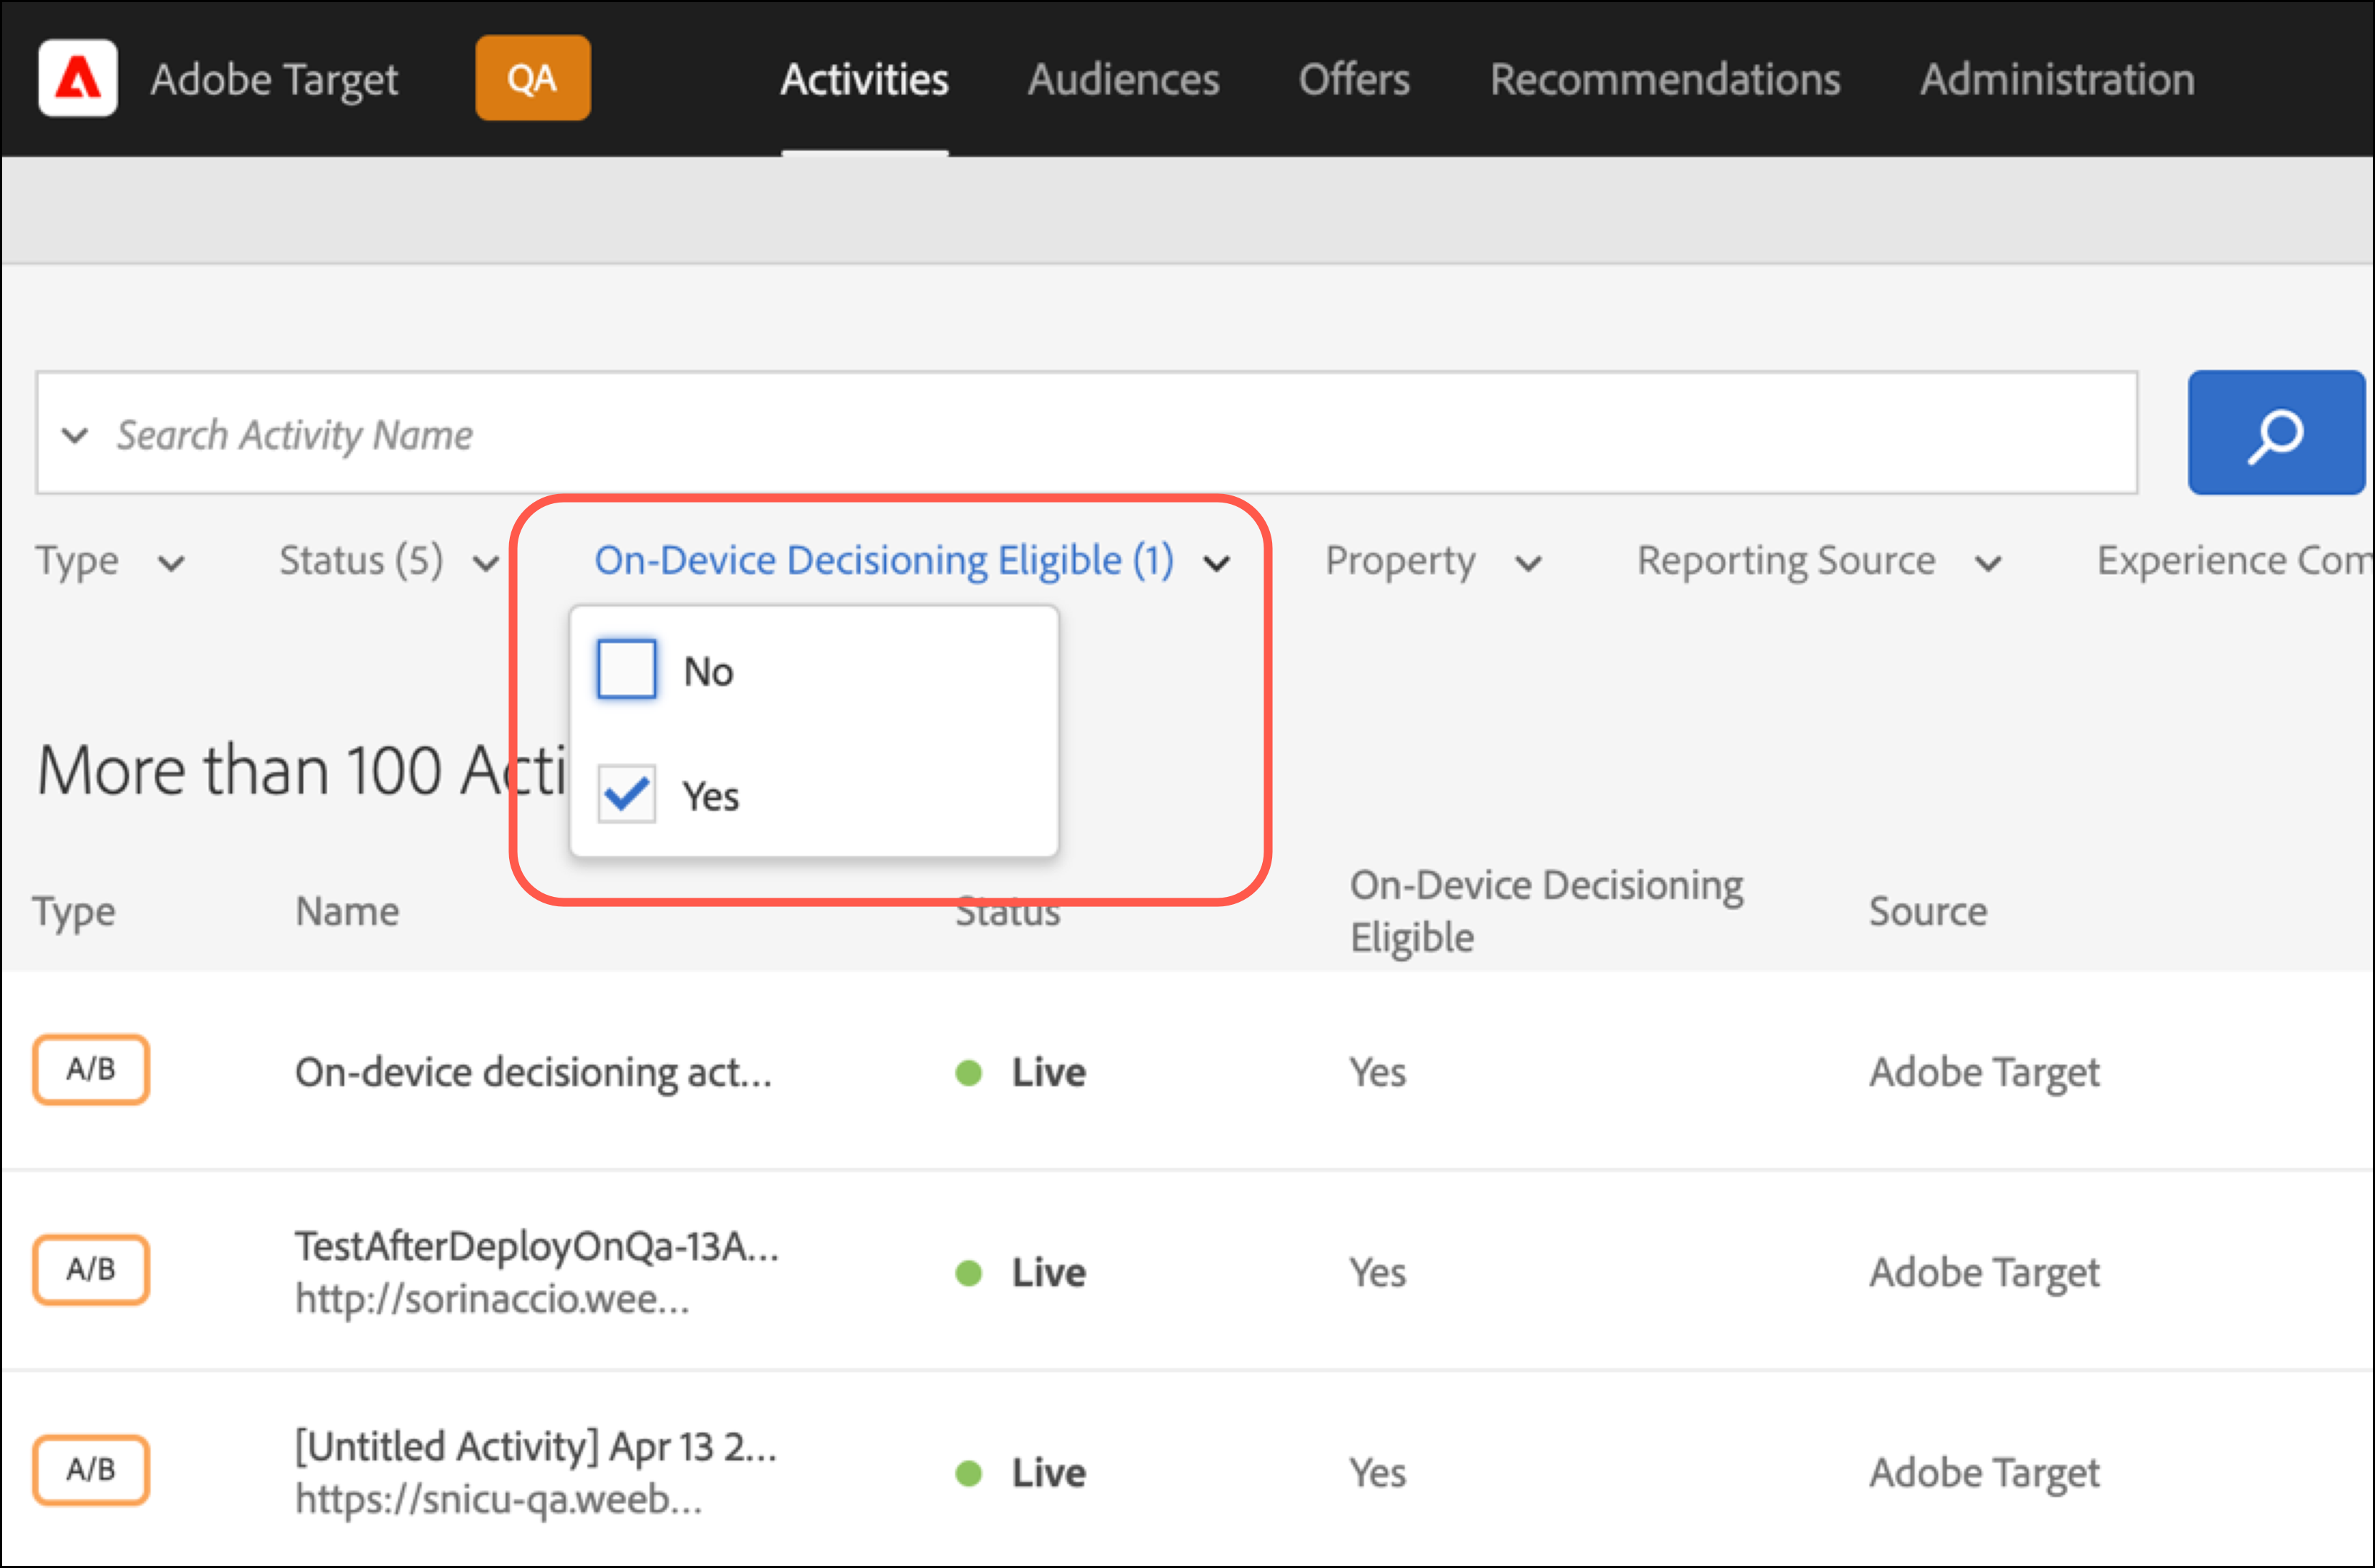 Adobe Target QA Activities Audiences Offers Recommendations Administration
Search Activity Name
Type Status (5) On-Device Decisioning Eligible (1) Property Reporting Source Experience Com
No
Yes
More than 100 Acti
Type Name Status On-Device Decisioning Eligible Source
A/B On-device decisioning act... Live Yes Adobe Target
A/B TestAfterDeployOnQa-13A... Live Yes Adobe Target
http://sorinaccio.wee...
A/B [Untitled Activity] Apr 13 2... Live Yes Adobe Target
https://snicu-qa.weeb...